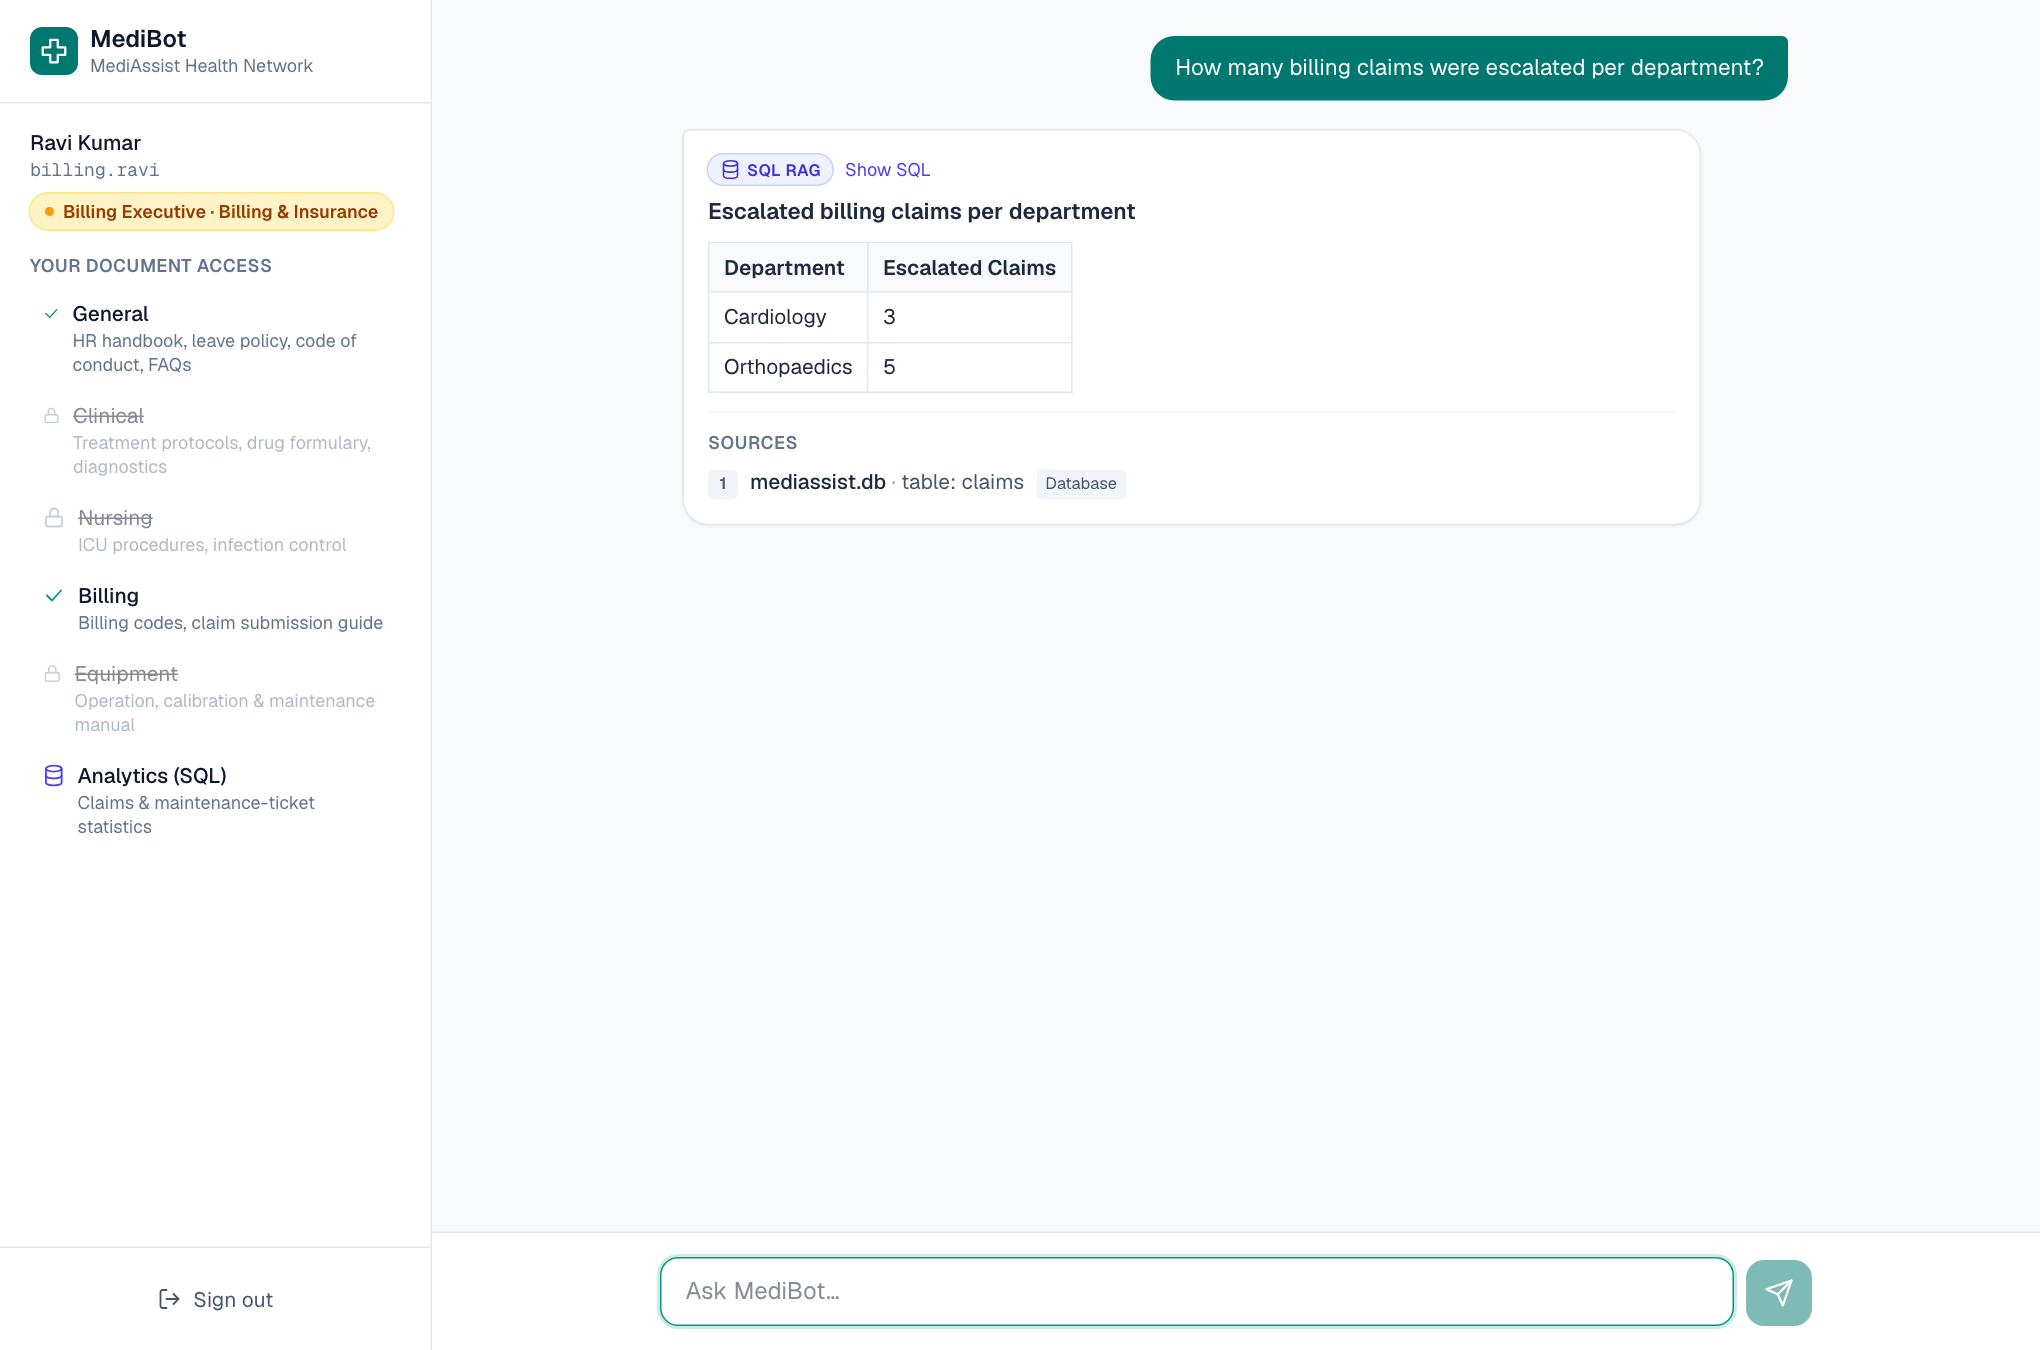 MediBot
MediAssist Health Network
Ravi Kumar
billing.ravi
Billing Executive · Billing & Insurance
YOUR DOCUMENT ACCESS
General
HR handbook, leave policy, code of
conduct, FAQs
Clinical
Treatment protocols, drug formulary,
diagnostics
Nursing
ICU procedures, infection control
Billing
Billing codes, claim submission guide
Equipment
Operation, calibration & maintenance
manual
Analytics (SQL)
Claims & maintenance-ticket
statistics
Sign out
How many billing claims were escalated per department?
SQL RAG Show SQL
Escalated billing claims per department
Department Escalated Claims
Cardiology 3
Orthopaedics 5
SOURCES
1 mediassist.db · table: claims Database
Ask MediBot...